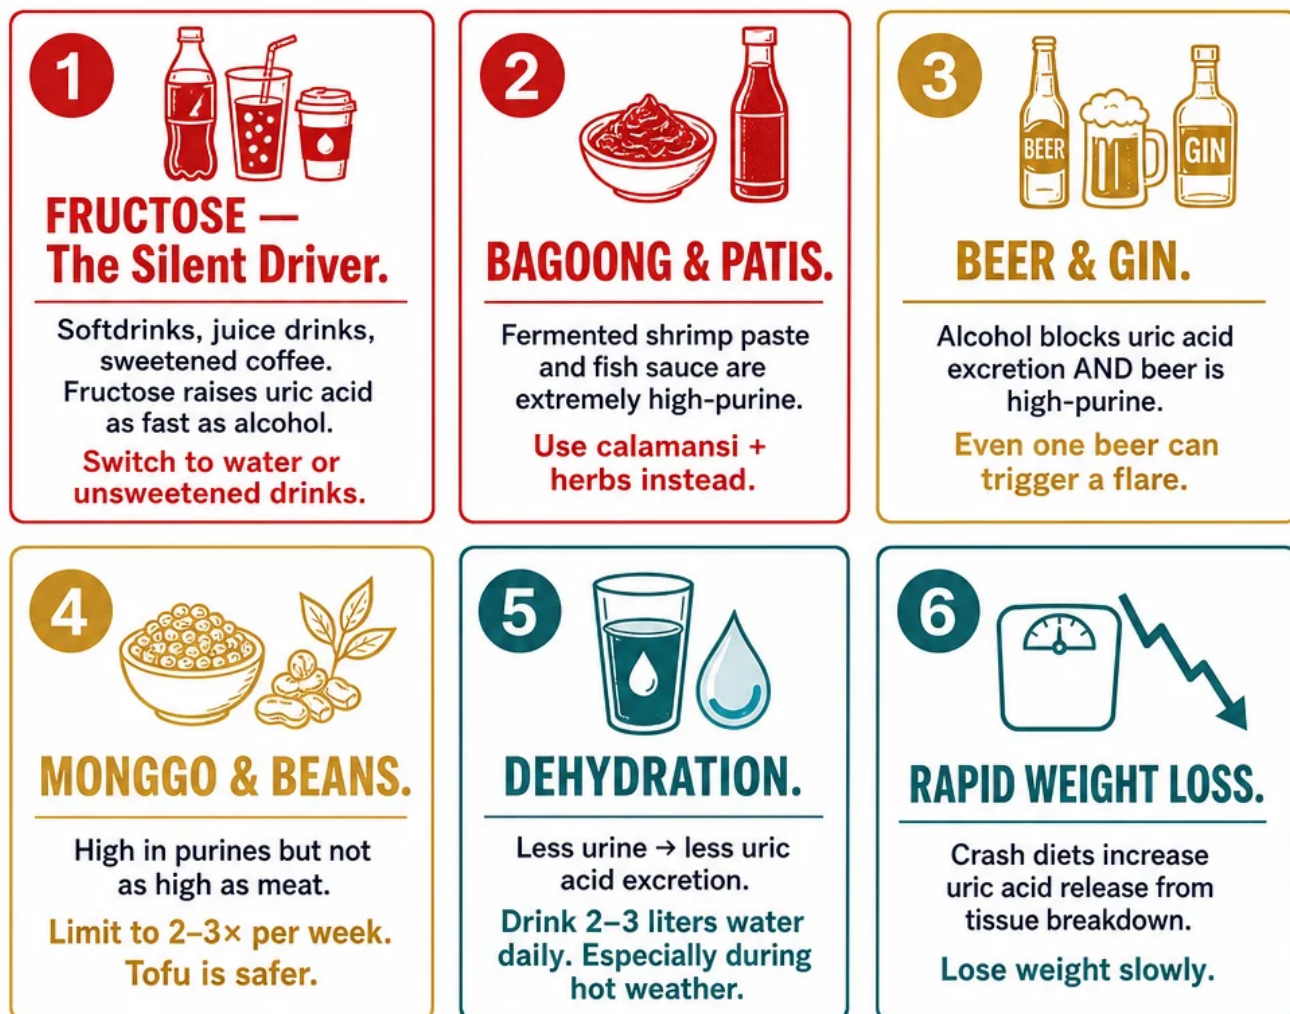 1
FRUCTOSE —
The Silent Driver.
Softdrinks, juice drinks,
sweetened coffee.
Fructose raises uric acid
as fast as alcohol.
Switch to water or
unsweetened drinks.
2
BAGOONG & PATIS.
Fermented shrimp paste
and fish sauce are
extremely high-purine.
Use calamansi +
herbs instead.
3
BEER
GIN
BEER & GIN.
Alcohol blocks uric acid
excretion AND beer is
high-purine.
Even one beer can
trigger a flare.
4
MONGGO & BEANS.
High in purines but not
as high as meat.
Limit to 2–3× per week.
Tofu is safer.
5
DEHYDRATION.
Less urine → less uric
acid excretion.
Drink 2–3 liters water
daily. Especially during
hot weather.
6
RAPID WEIGHT LOSS.
Crash diets increase
uric acid release from
tissue breakdown.
Lose weight slowly.